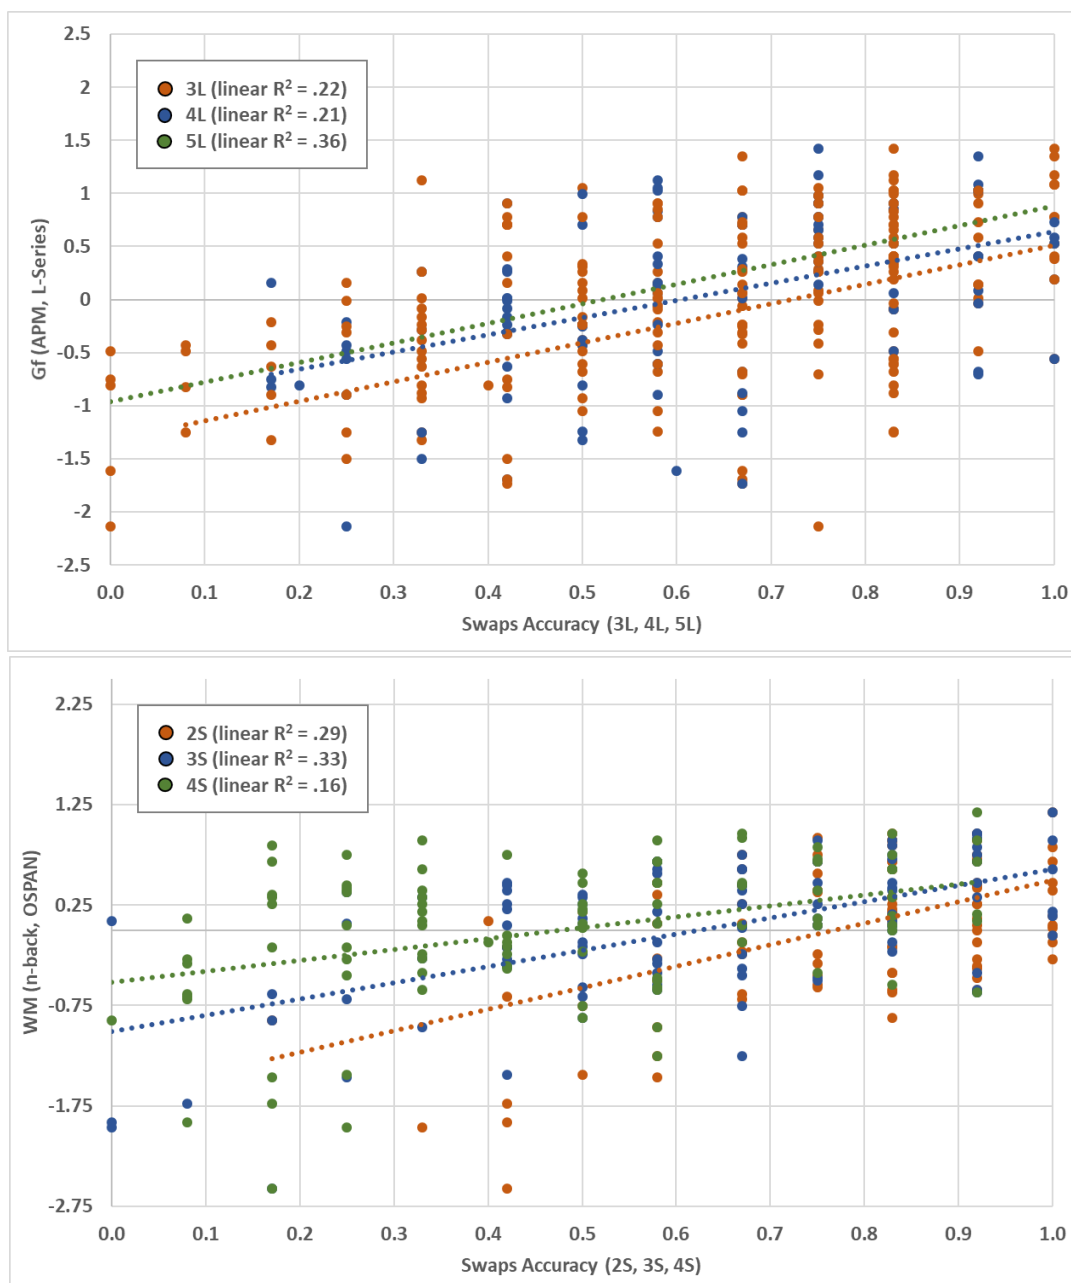 2.5
2
1.5
1
0.5
0
-0.5
-1
-1.5
-2
-2.5
Gf (APM, L-Series)
3L (linear R² = .22)
4L (linear R² = .21)
5L (linear R² = .36)
0.0 0.1 0.2 0.3 0.4 0.5 0.6 0.7 0.8 0.9 1.0
Swaps Accuracy (3L, 4L, 5L)
2.25
1.25
0.25
-0.75
-1.75
-2.75
WM (n-back, OSPAN)
2S (linear R² = .29)
3S (linear R² = .33)
4S (linear R² = .16)
0.0 0.1 0.2 0.3 0.4 0.5 0.6 0.7 0.8 0.9 1.0
Swaps Accuracy (2S, 3S, 4S)